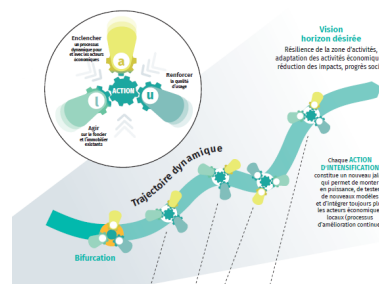 Enclencher
un processus
dynamique pour
et avec les acteurs
économiques
a
Renforcer
la qualité
d'usage
ACTION
t
u
Agir
sur le foncier
et l'immobilier
existants
Vision
horizon désirée
Résilience de la zone d'activités,
adaptation des activités économique
réduction des impacts, progrès soci
Trajectoire dynamique
Bifurcation
Chaque ACTION
D'INTENSIFICATION
constitue un nouveau jal
qui permet de monter
en puissance, de teste
de nouveaux modèles
et d'intégrer toujours pl
les acteurs économique
locaux (processus
d'amélioration continue